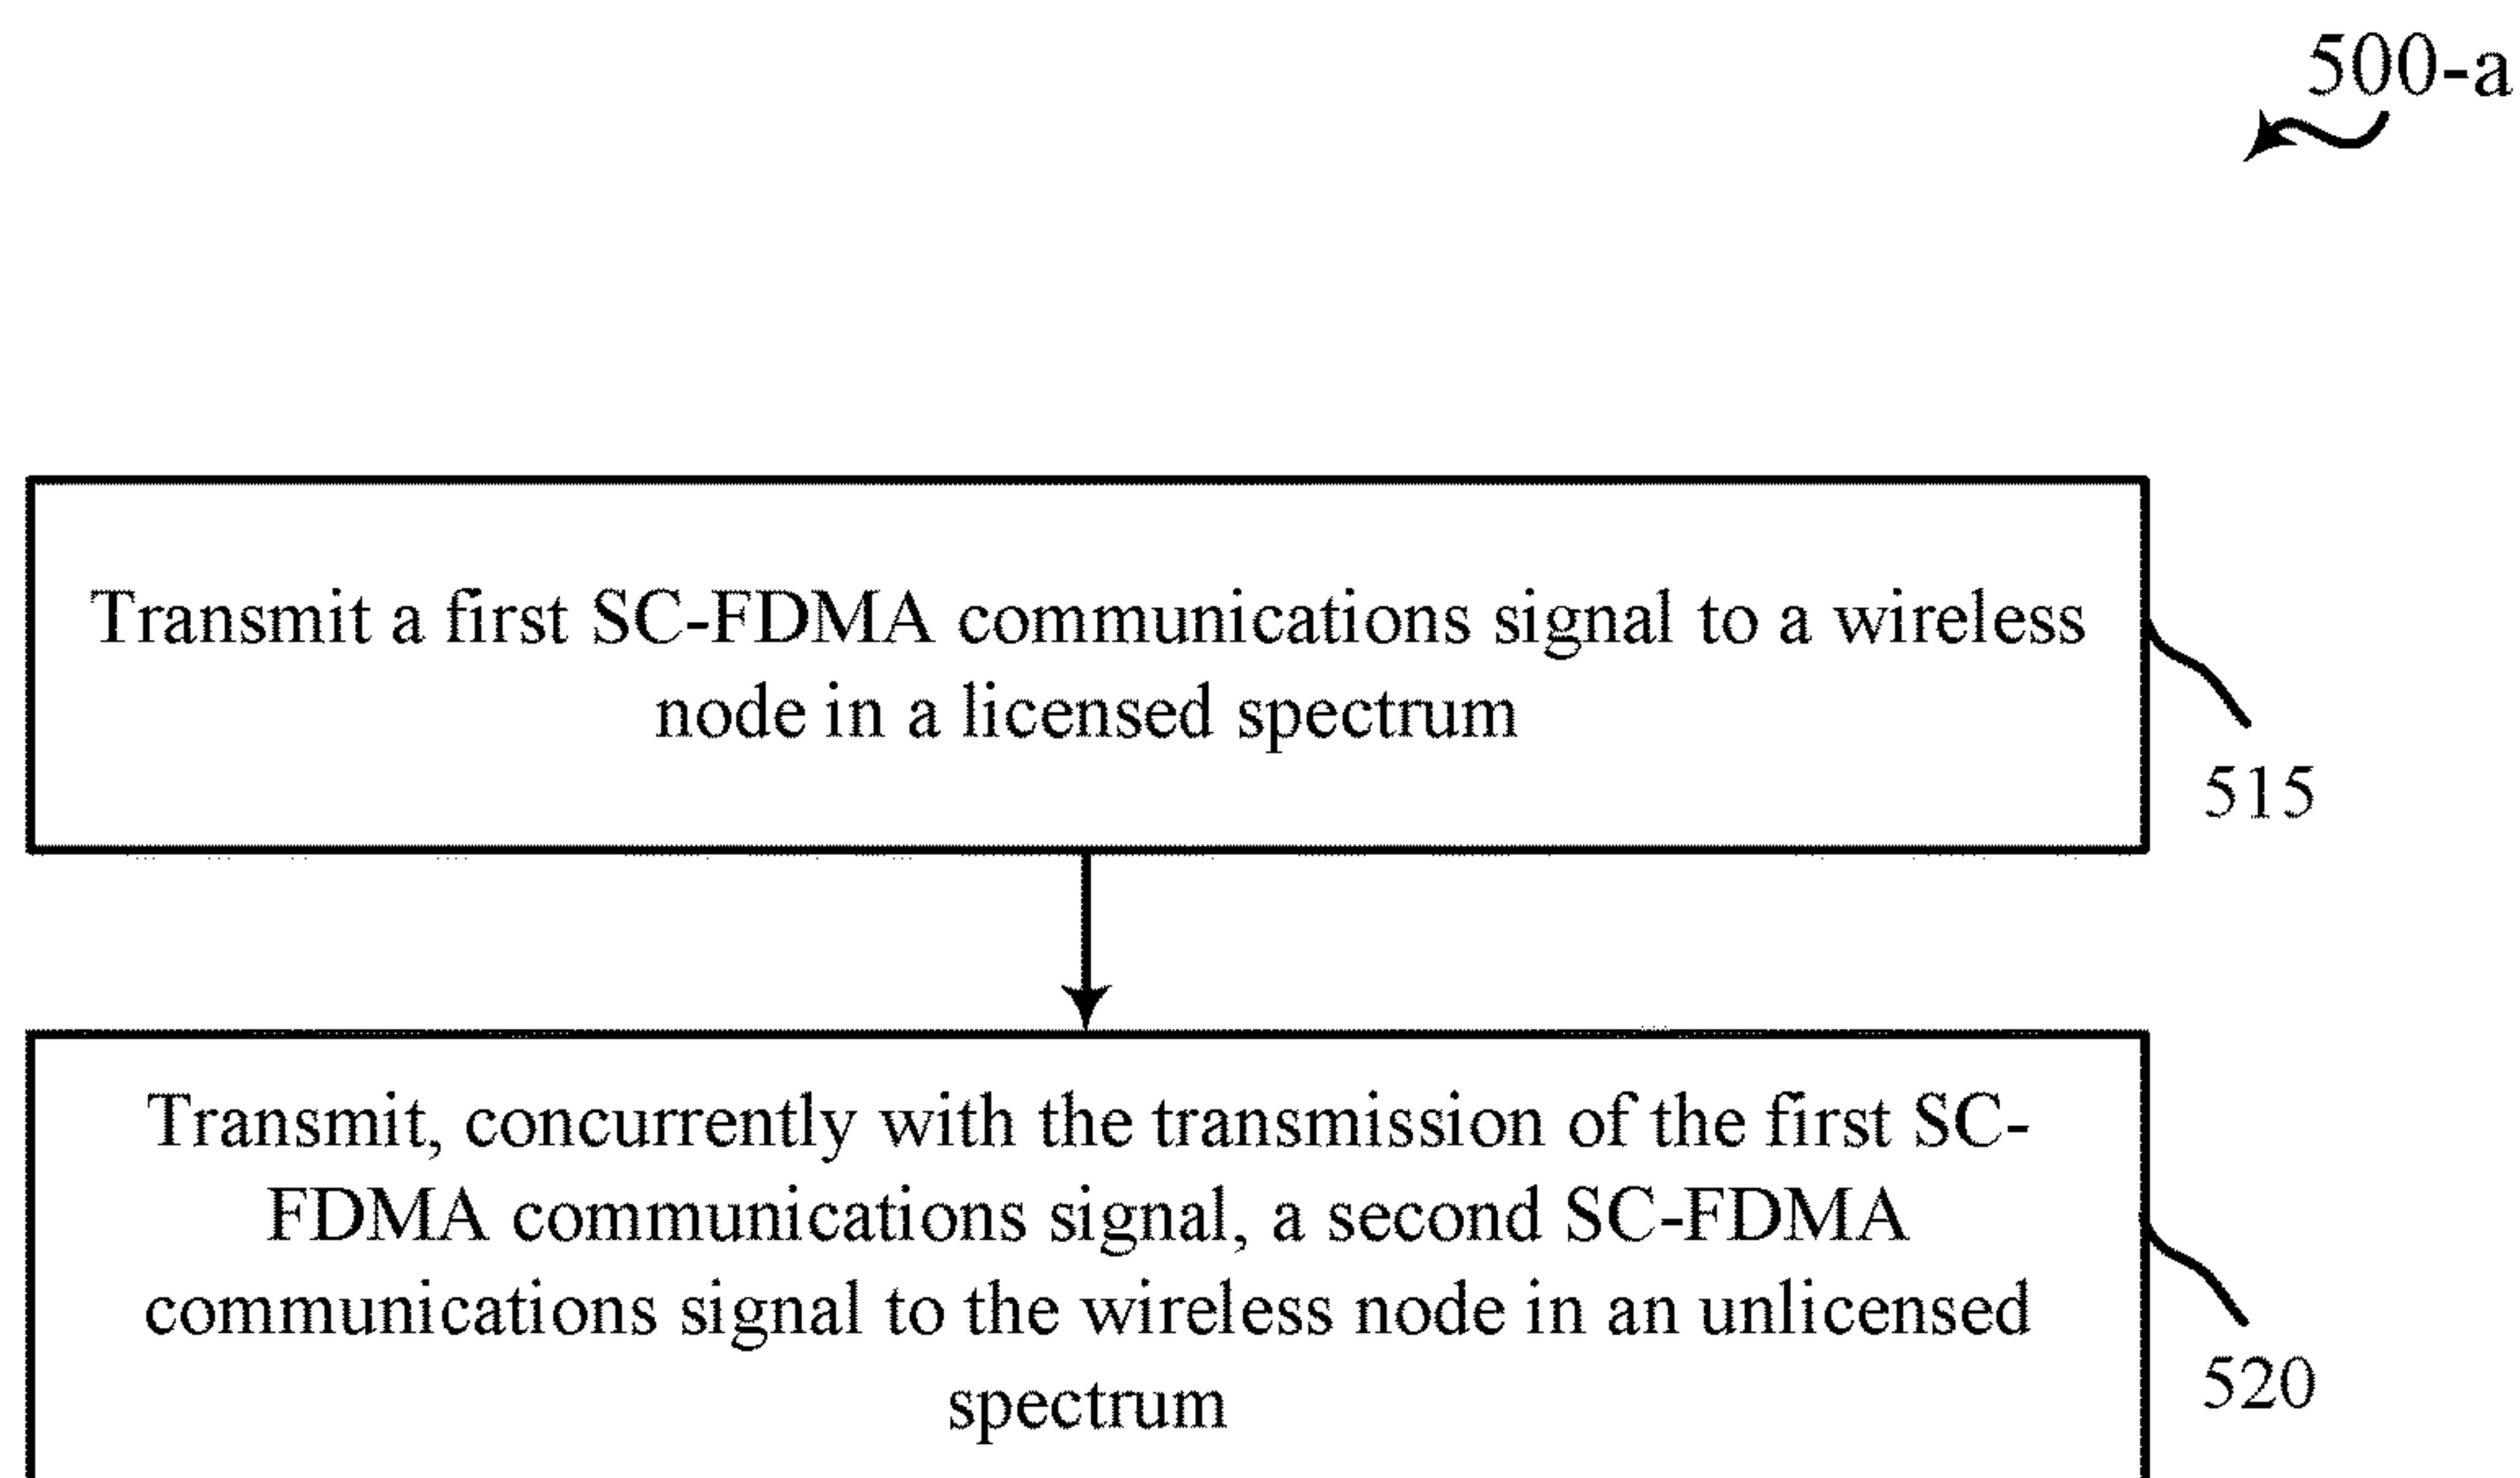 500-a
Transmit a first SC-FDMA communications signal to a wireless
node in a licensed spectrum
515
Transmit, concurrently with the transmission of the first SC-
FDMA communications signal, a second SC-FDMA
communications signal to the wireless node in an unlicensed
spectrum
520